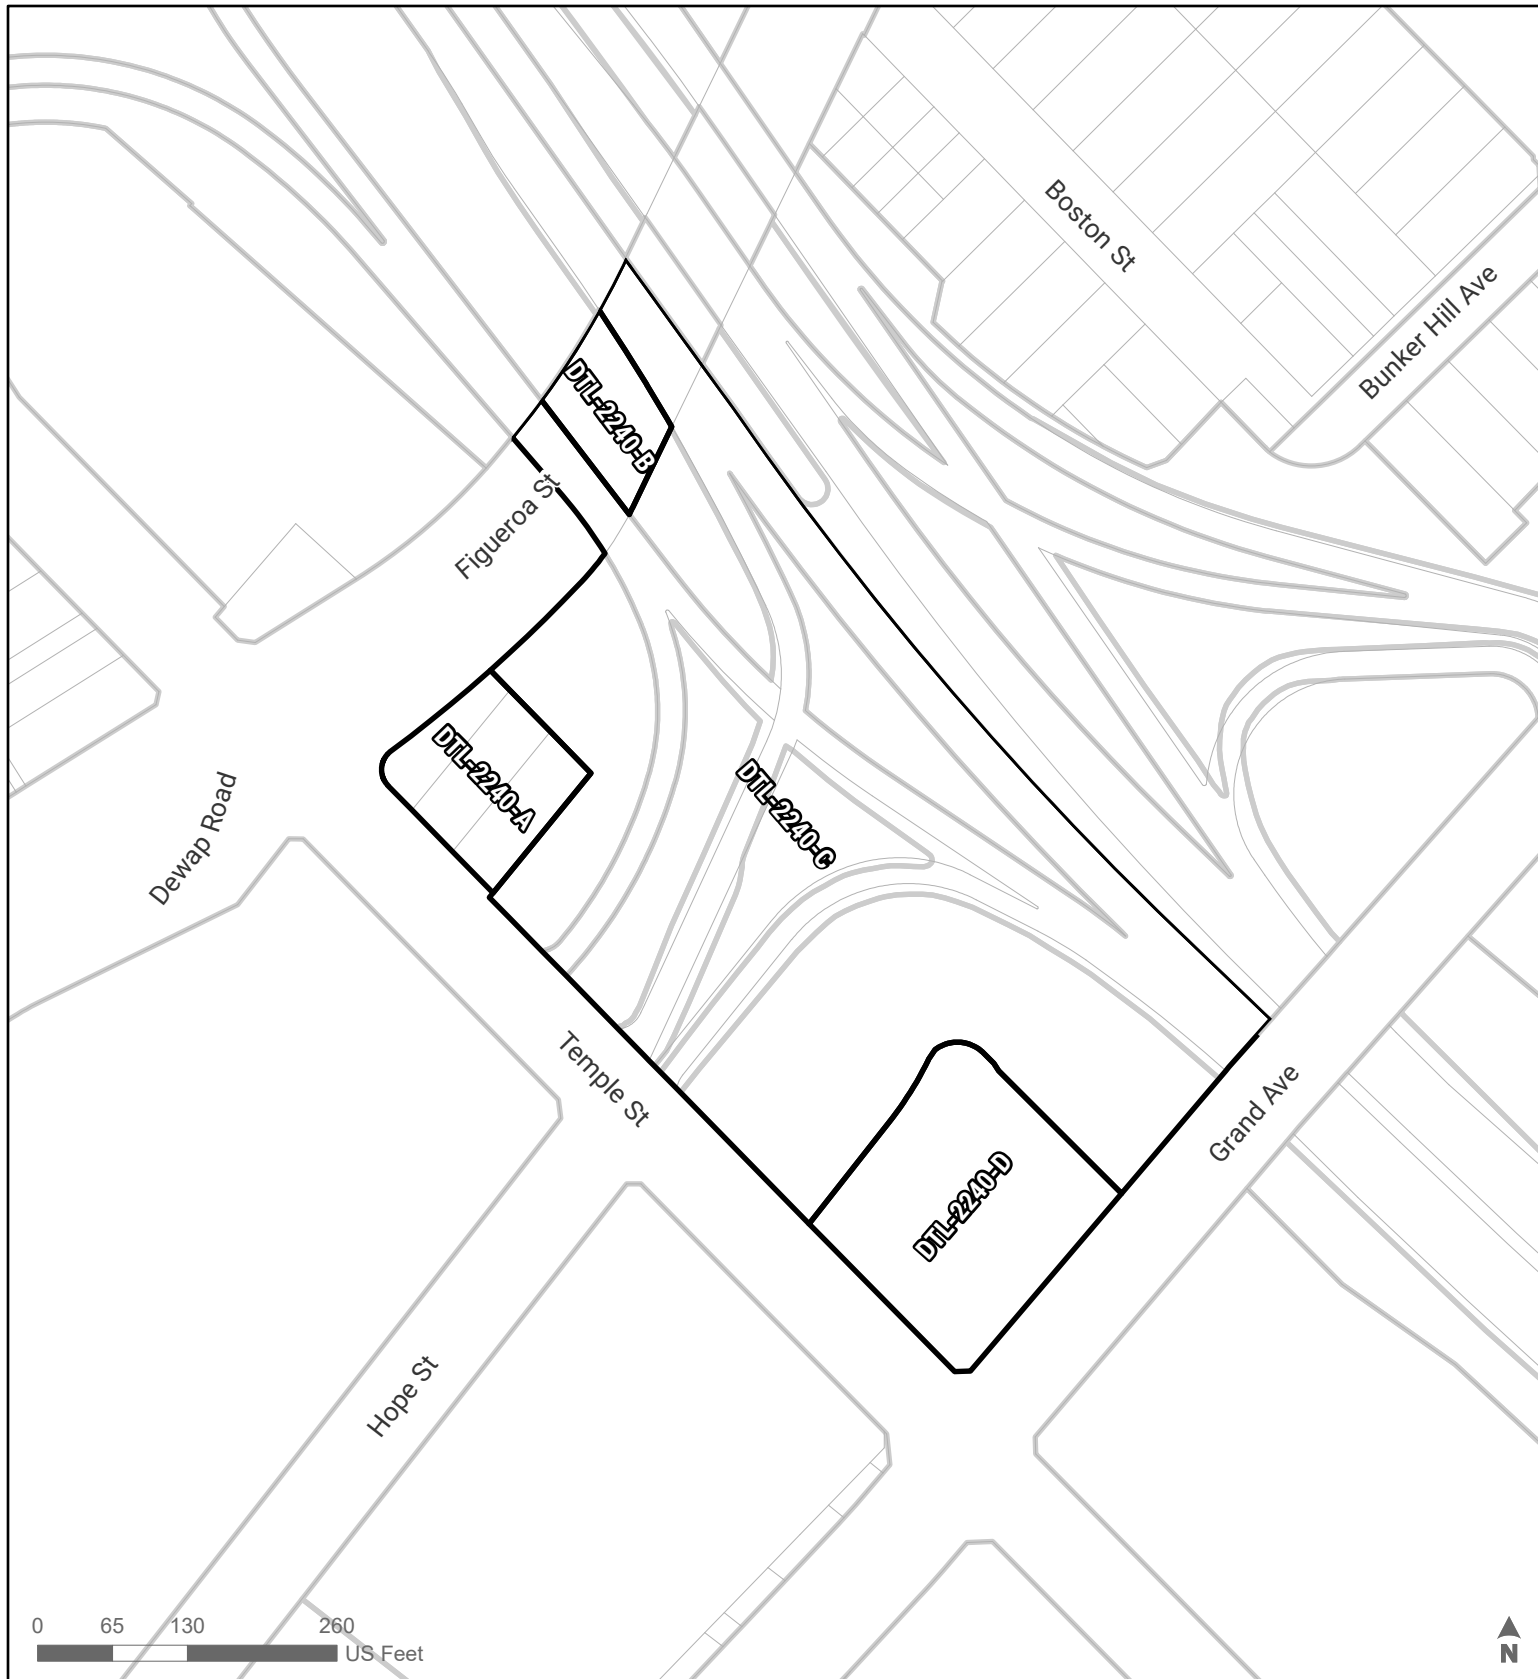 Boston St
Bunker Hill Ave
DTL-2240-B
Figueroa St
DTL-2240-A
DTL-2240-C
Dewap Road
Temple St
Grand Ave
DTL-2240-D
Hope St
0 65 130 260
US Feet
N